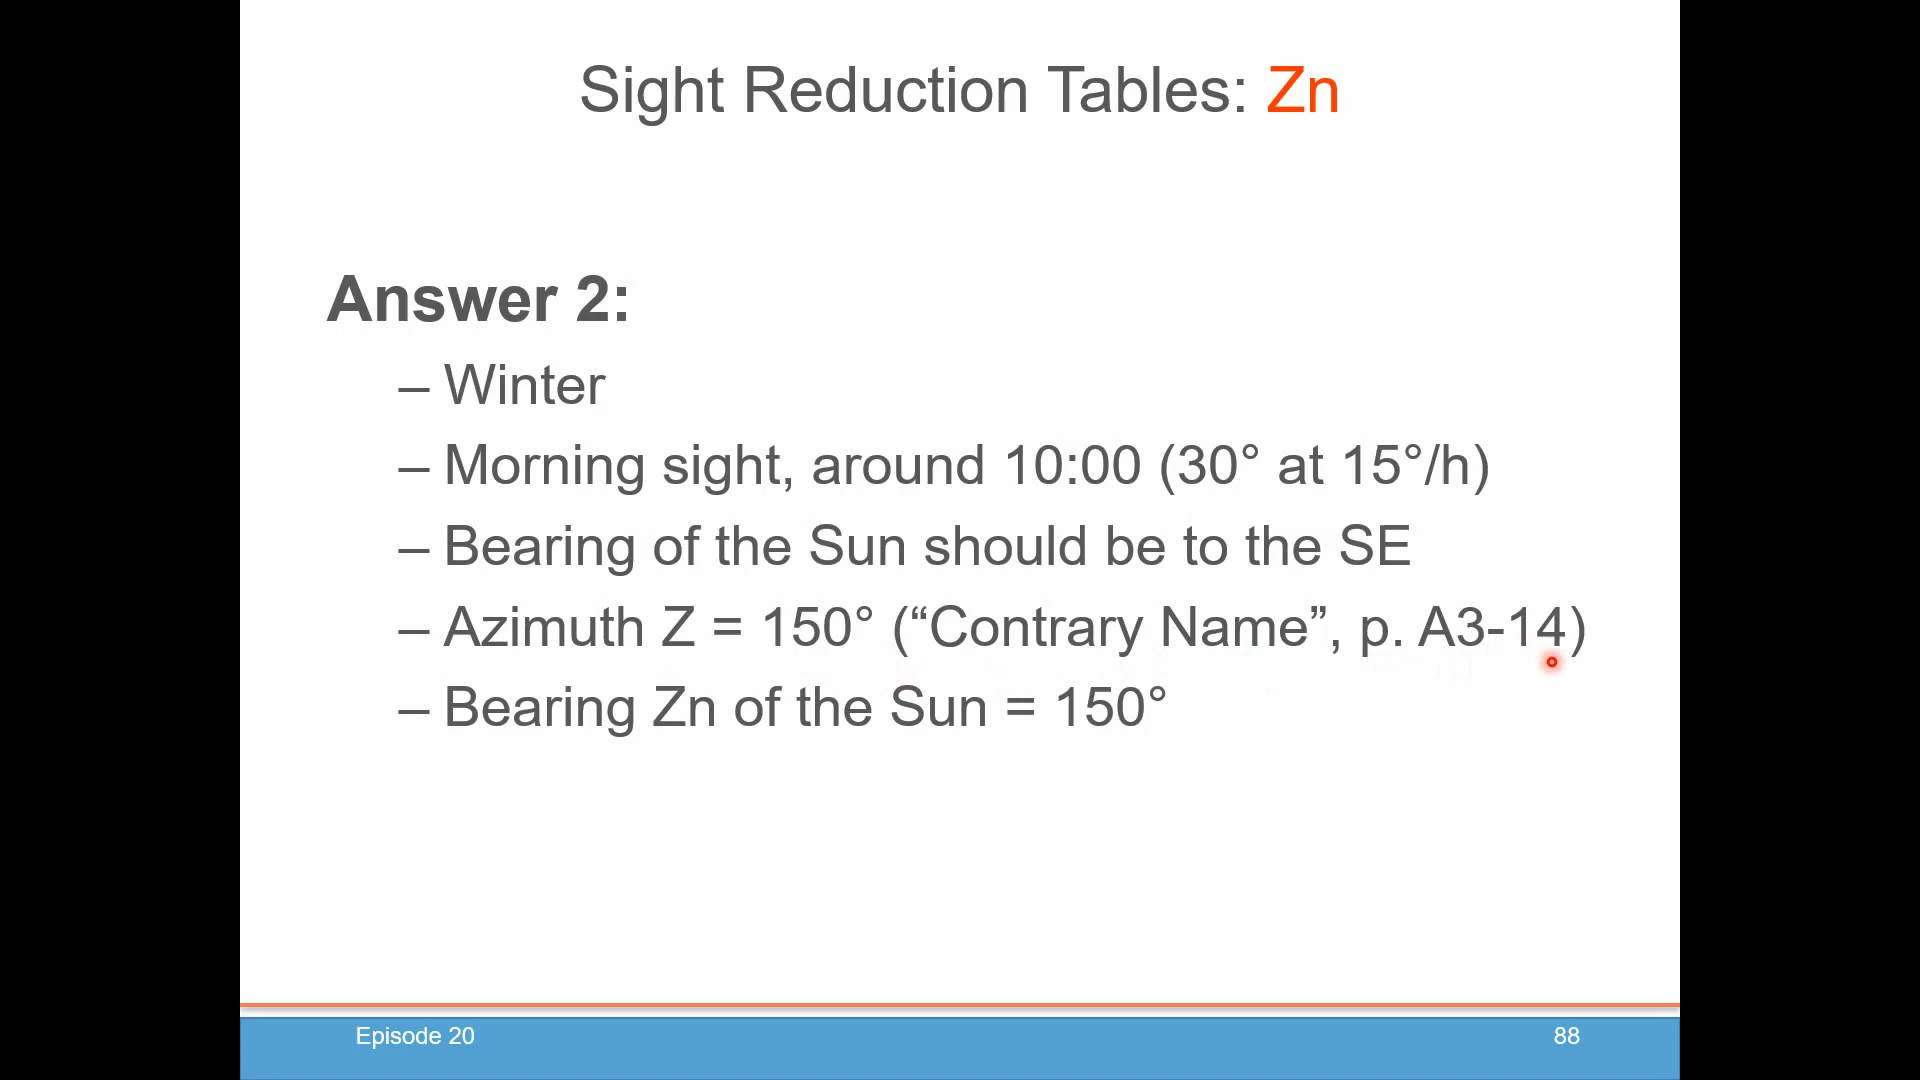 Sight Reduction Tables: Zn
Answer 2:
– Winter
– Morning sight, around 10:00 (30° at 15°/h)
– Bearing of the Sun should be to the SE
– Azimuth Z = 150° (“Contrary Name”, p. A3-14)
– Bearing Zn of the Sun = 150°
Episode 20
88